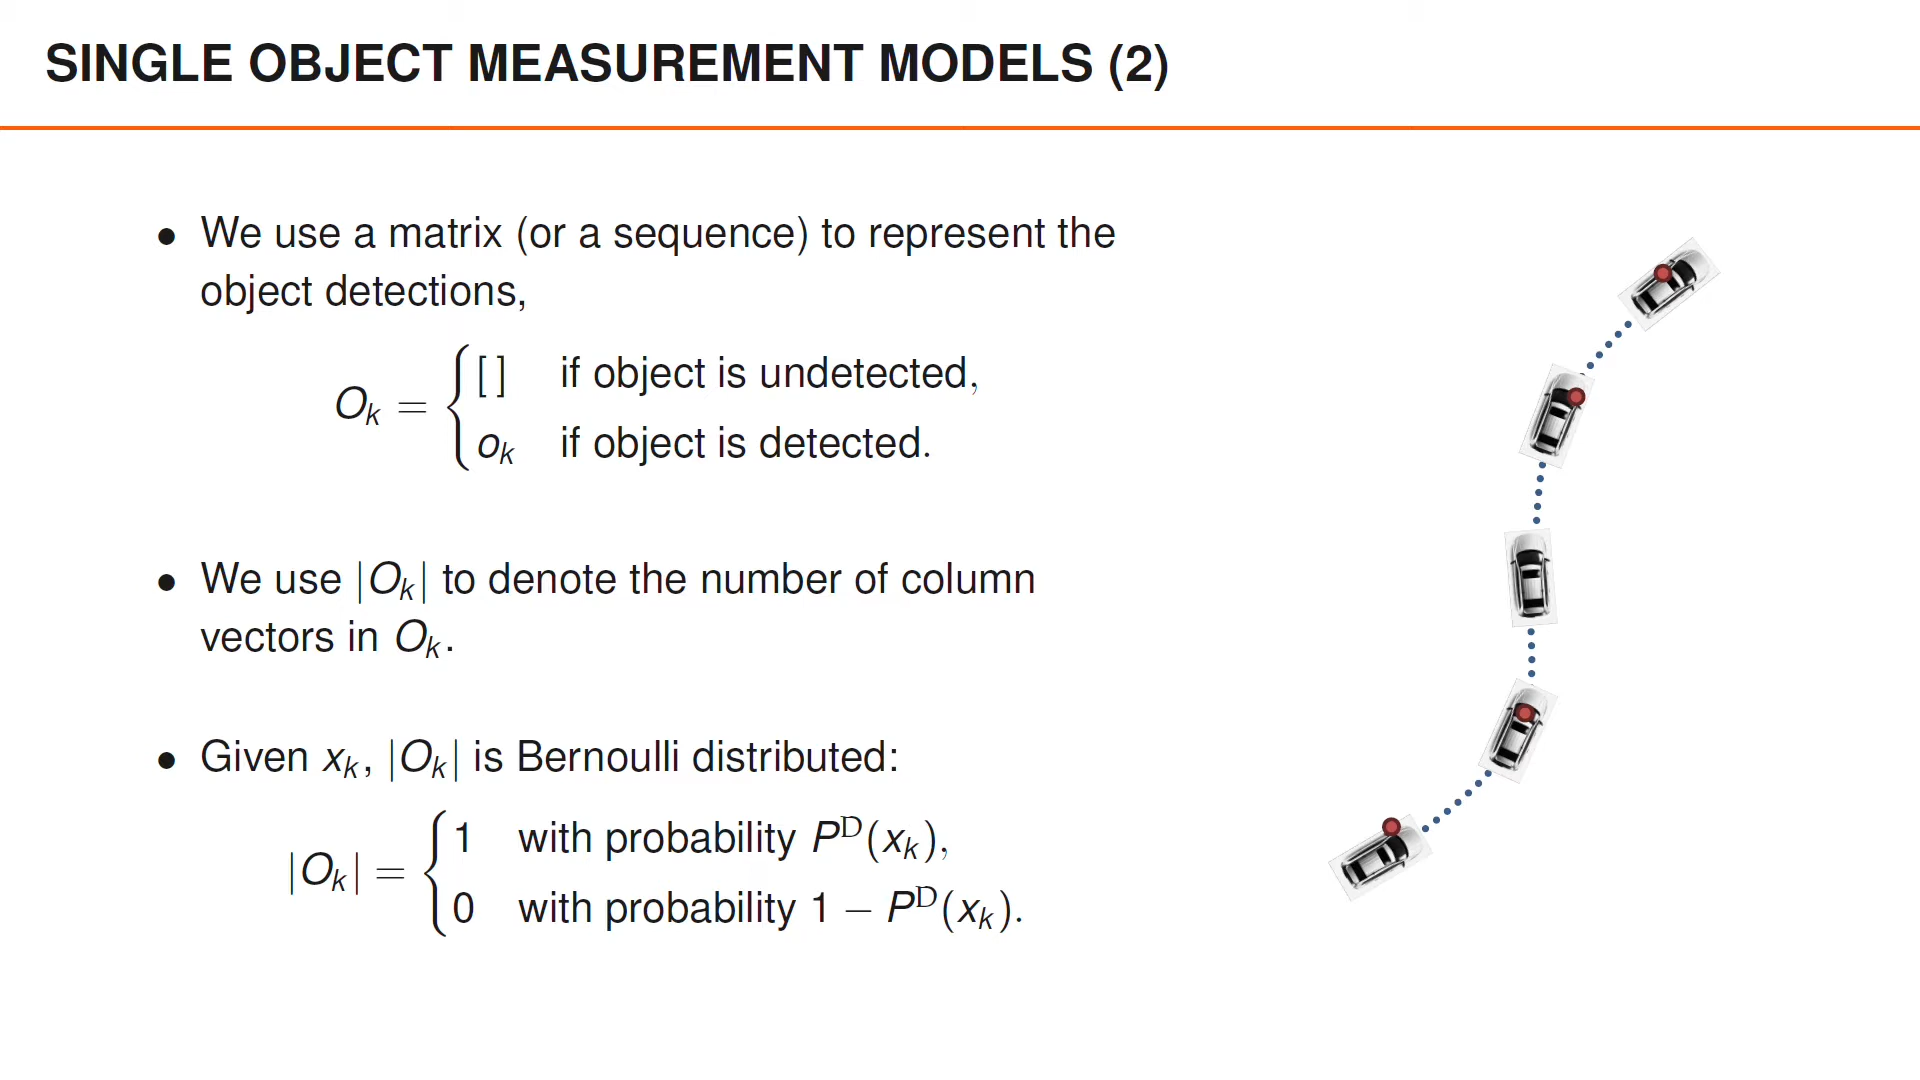 SINGLE OBJECT MEASUREMENT MODELS (2)
• We use a matrix (or a sequence) to represent the
object detections,
O_k = { [ ] if object is undetected,
o_k if object is detected.
• We use |O_k| to denote the number of column
vectors in O_k.
• Given x_k, |O_k| is Bernoulli distributed:
|O_k| = { 1 with probability P^D(x_k),
0 with probability 1 − P^D(x_k).